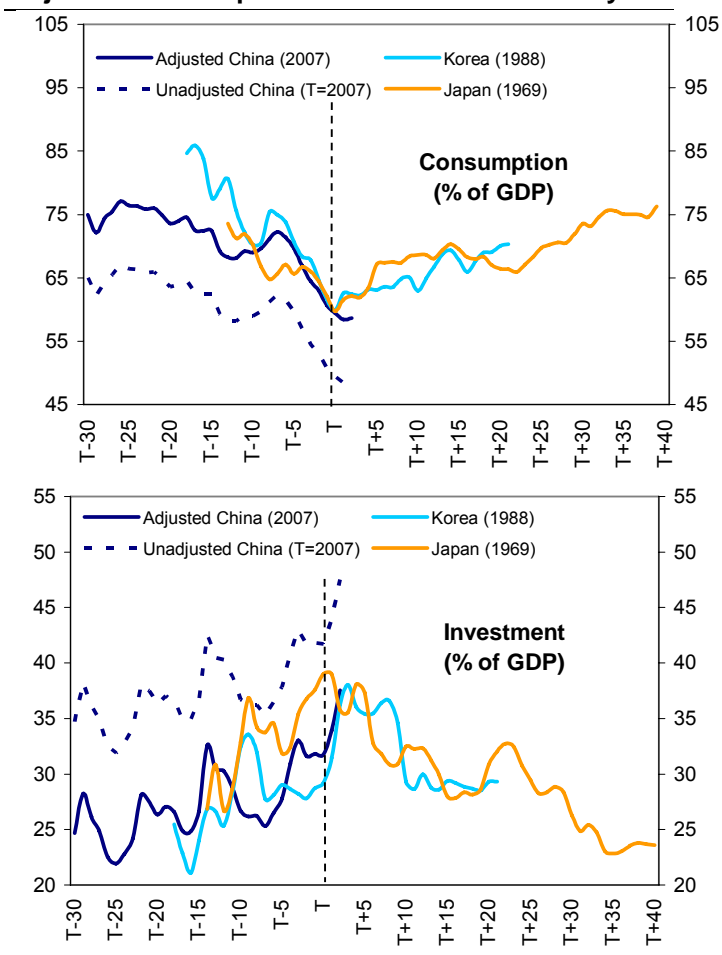 105 105
Adjusted China (2007) Korea (1988)
95 95
Unadjusted China (T=2007) Japan (1969)
85 85
Consumption
(% of GDP)
75 75
65 65
55 55
45 45
T-30 T-25 T-20 T-15 T-10 T-5 T T+5 T+10 T+15 T+20 T+25 T+30 T+35 T+40
55 55
Adjusted China (2007) Korea (1988)
50 50
Unadjusted China (T=2007) Japan (1969)
45 45
Investment
(% of GDP)
40 40
35 35
30 30
25 25
20 20
T-30 T-25 T-20 T-15 T-10 T-5 T T+5 T+10 T+15 T+20 T+25 T+30 T+35 T+40